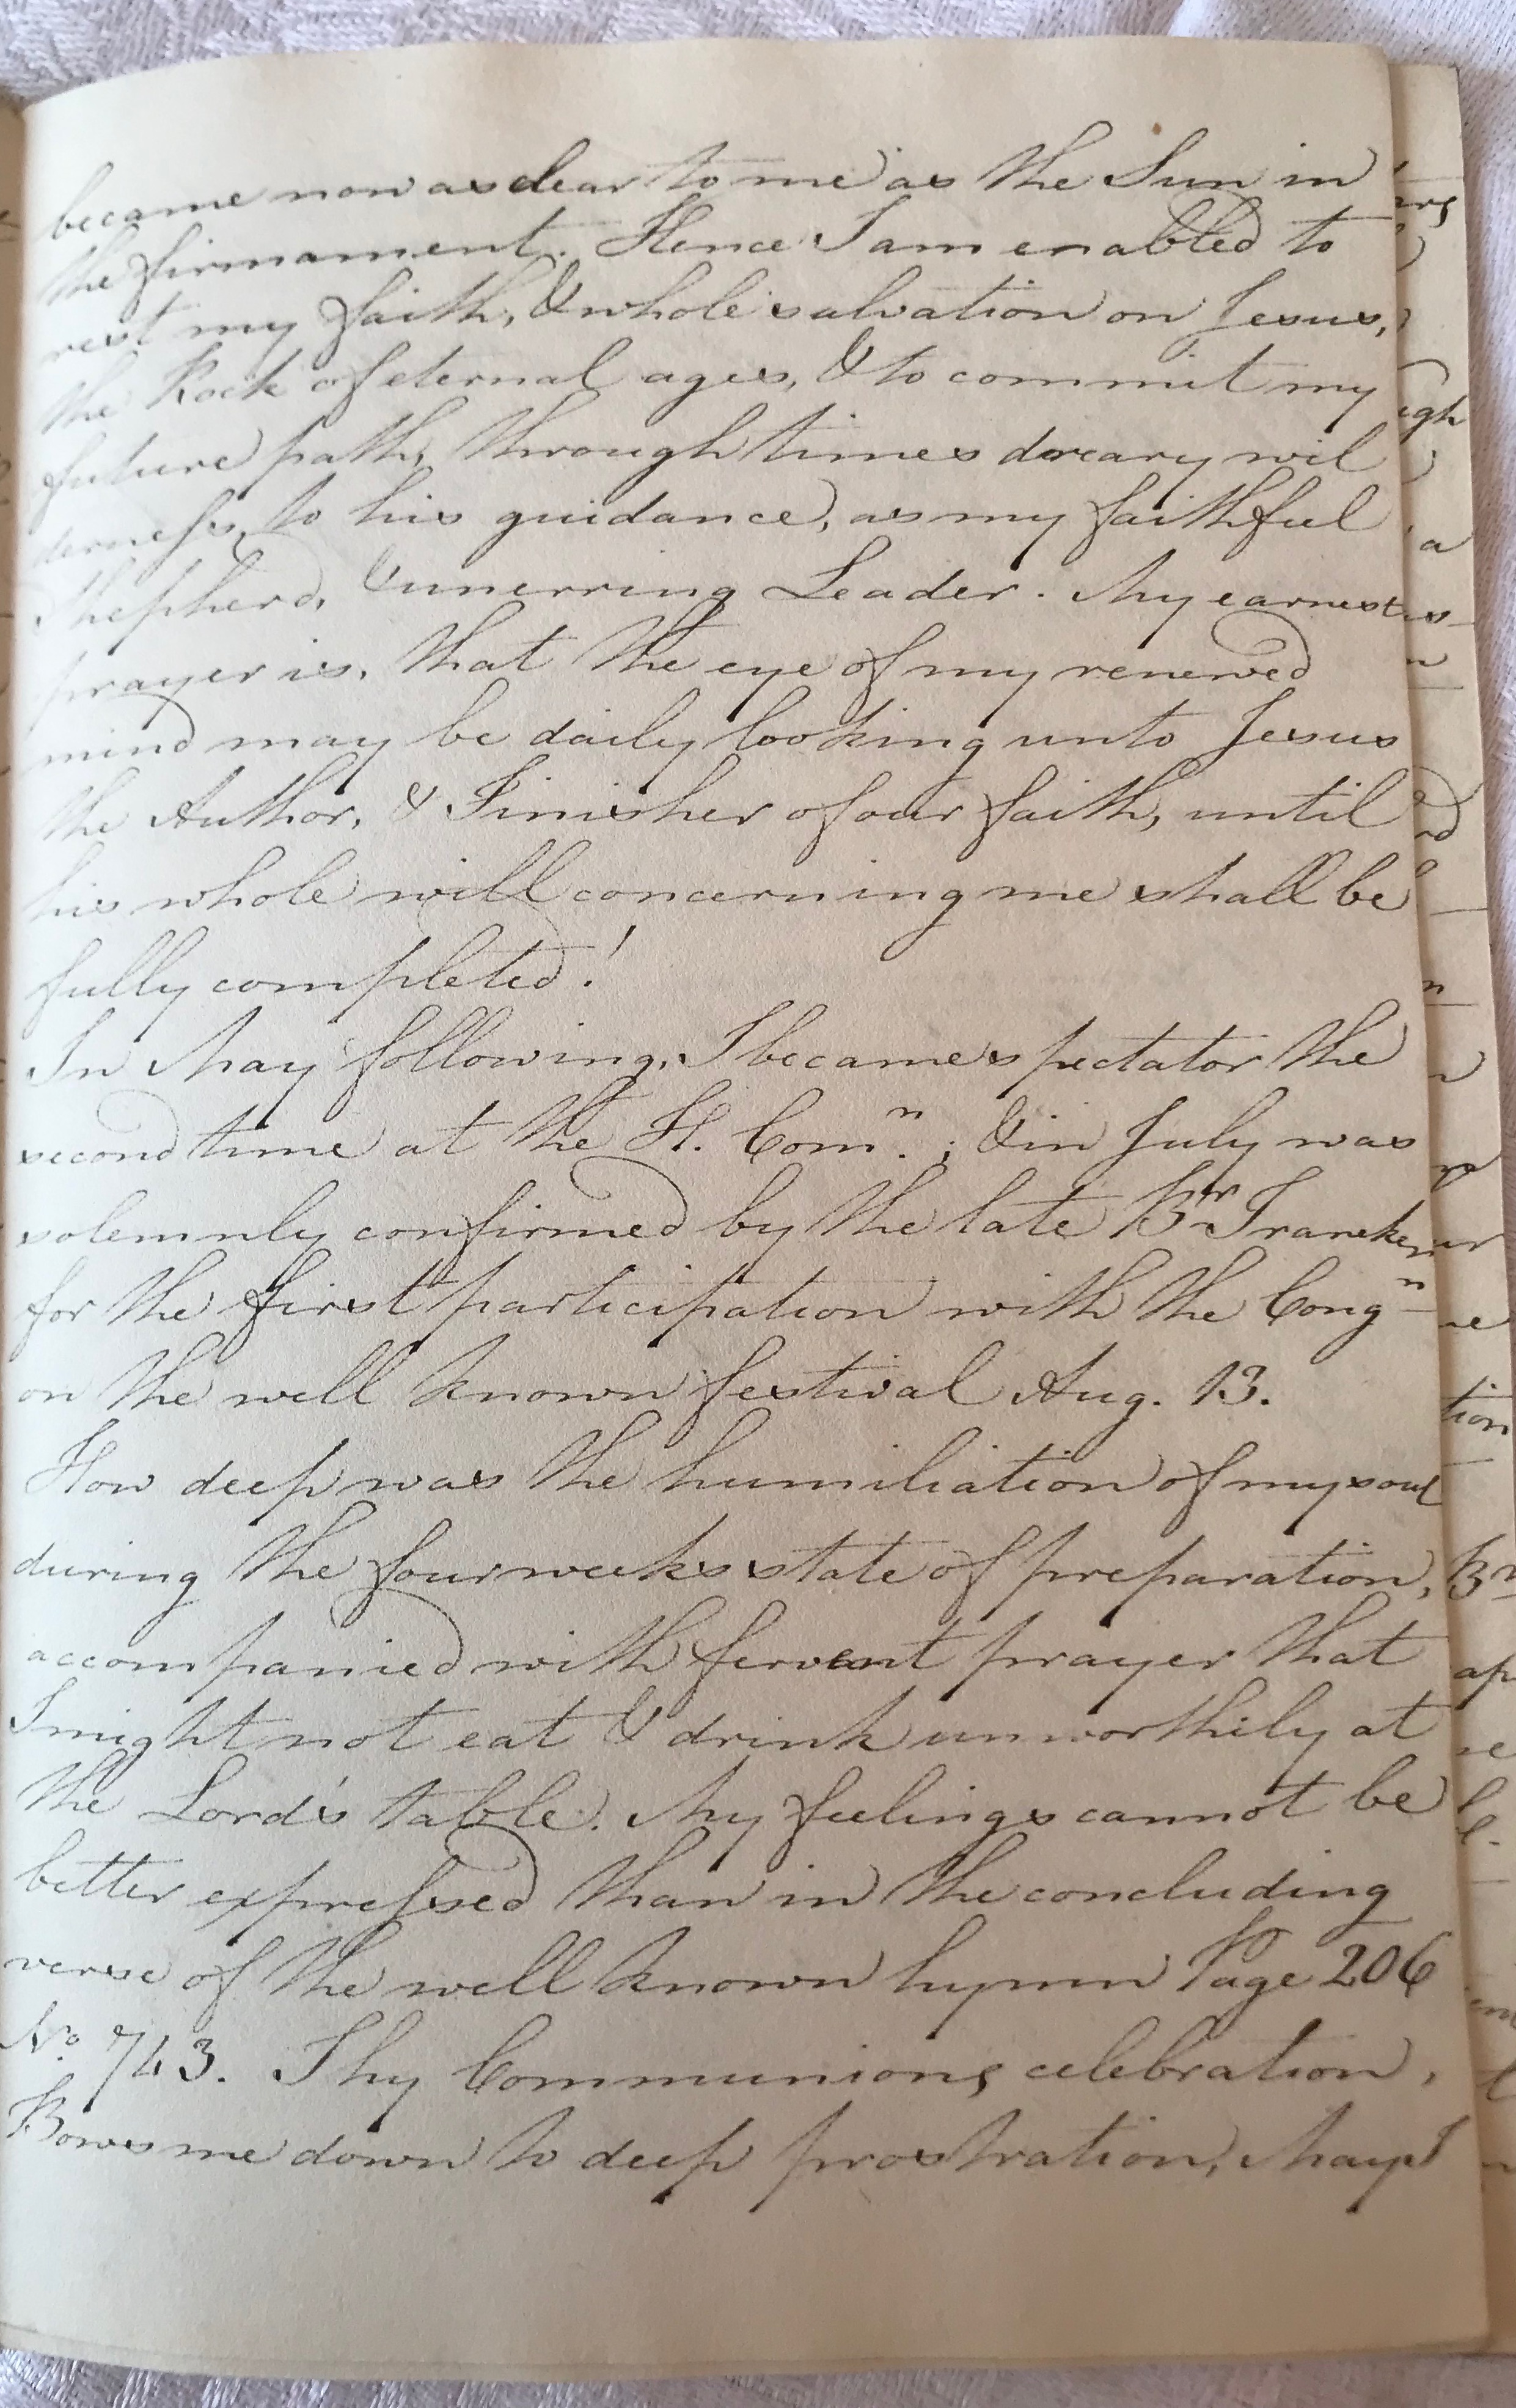 became now as clear to me as the Sun in
the firmament. Hence I am enabled to
rest my faith, & whole salvation on Jesus,
the Rock of eternal ages, & to commit my
future path, through times dreary wil
derness, to his guidance, as my faithful
Shepherd, & unerring Leader. My earnest
prayer is, that the eye of my renewed
mind may be daily looking unto Jesus
the Author, & Finisher of our faith, until
his whole will concerning me shall be
fully completed!
In May following, I became spectator the
second time at the H. Comn.; & in July was
solemnly confirmed by the late Br Traneker
for the first participation with the Congn
on the well known festival Aug. 13.
How deep was the humiliation of my soul
during the four weeks state of preparation,
accompanied with fervent prayer that
I might not eat & drink unworthily at
the Lord's table. My feelings cannot be
better expressed than in the concluding
verse of the well known hymn Page 206
No. 743. Thy Communions celebration,
Bows me down to deep prostration,